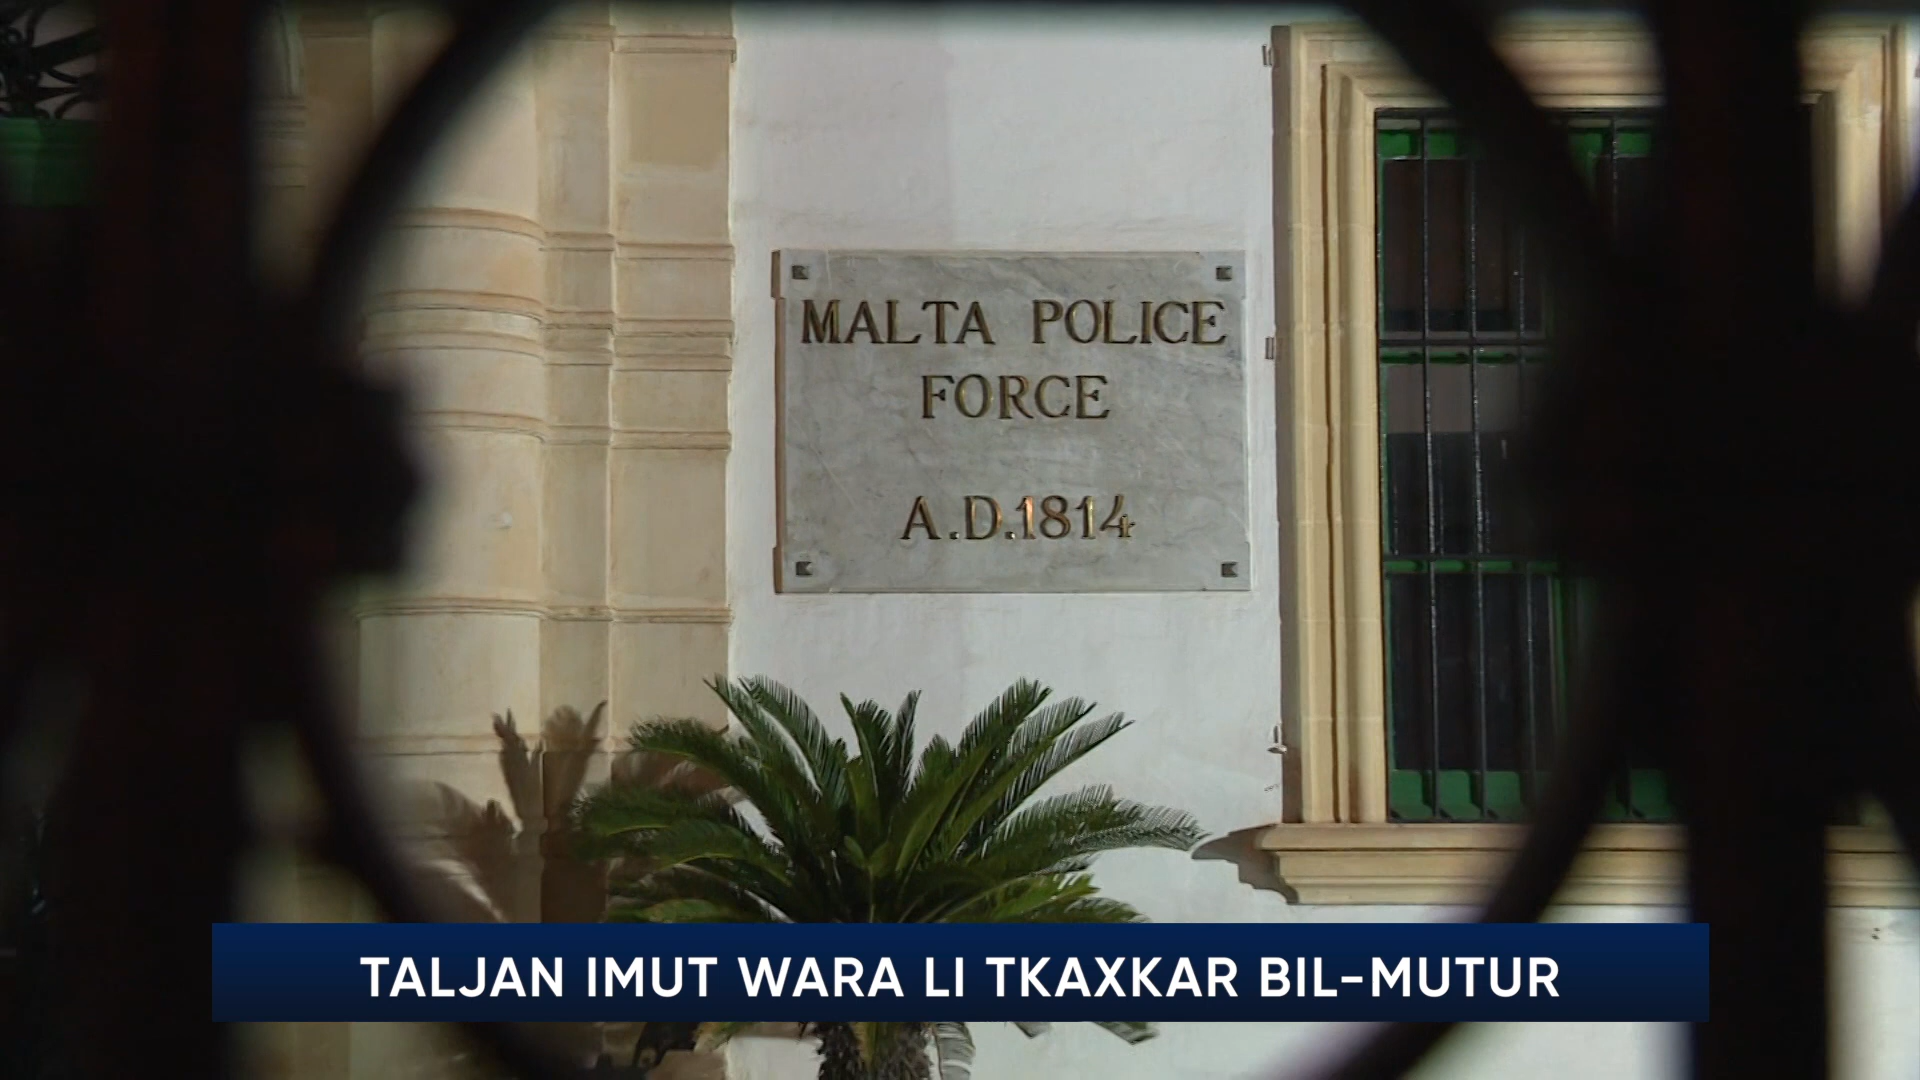 MALTA POLICE
FORCE
A.D.1814
TALJAN IMUT WARA LI TKAXKAR BIL-MUTUR